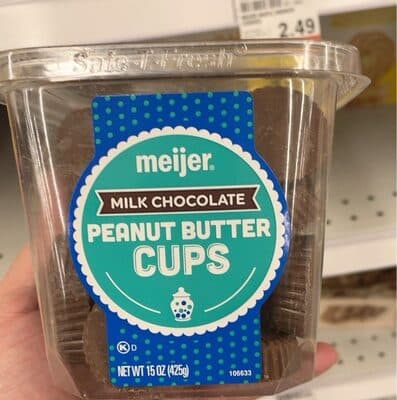 2.49
Safe-T-Fresh®
meijer®
MILK CHOCOLATE
PEANUT BUTTER
CUPS
K D
NET WT 15 OZ (425g)
106633